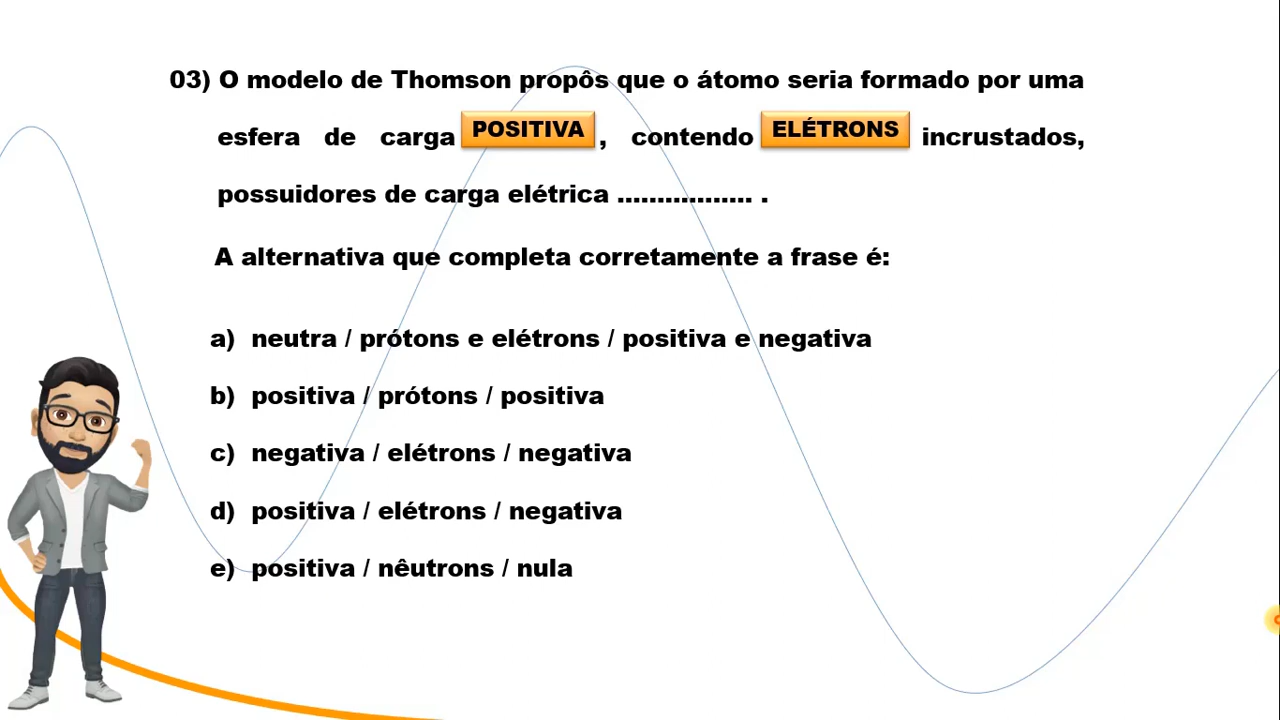 03) O modelo de Thomson propôs que o átomo seria formado por uma
esfera de carga POSITIVA , contendo ELÉTRONS incrustados,
possuidores de carga elétrica ................. .
A alternativa que completa corretamente a frase é:
a) neutra / prótons e elétrons / positiva e negativa
b) positiva / prótons / positiva
c) negativa / elétrons / negativa
d) positiva / elétrons / negativa
e) positiva / nêutrons / nula